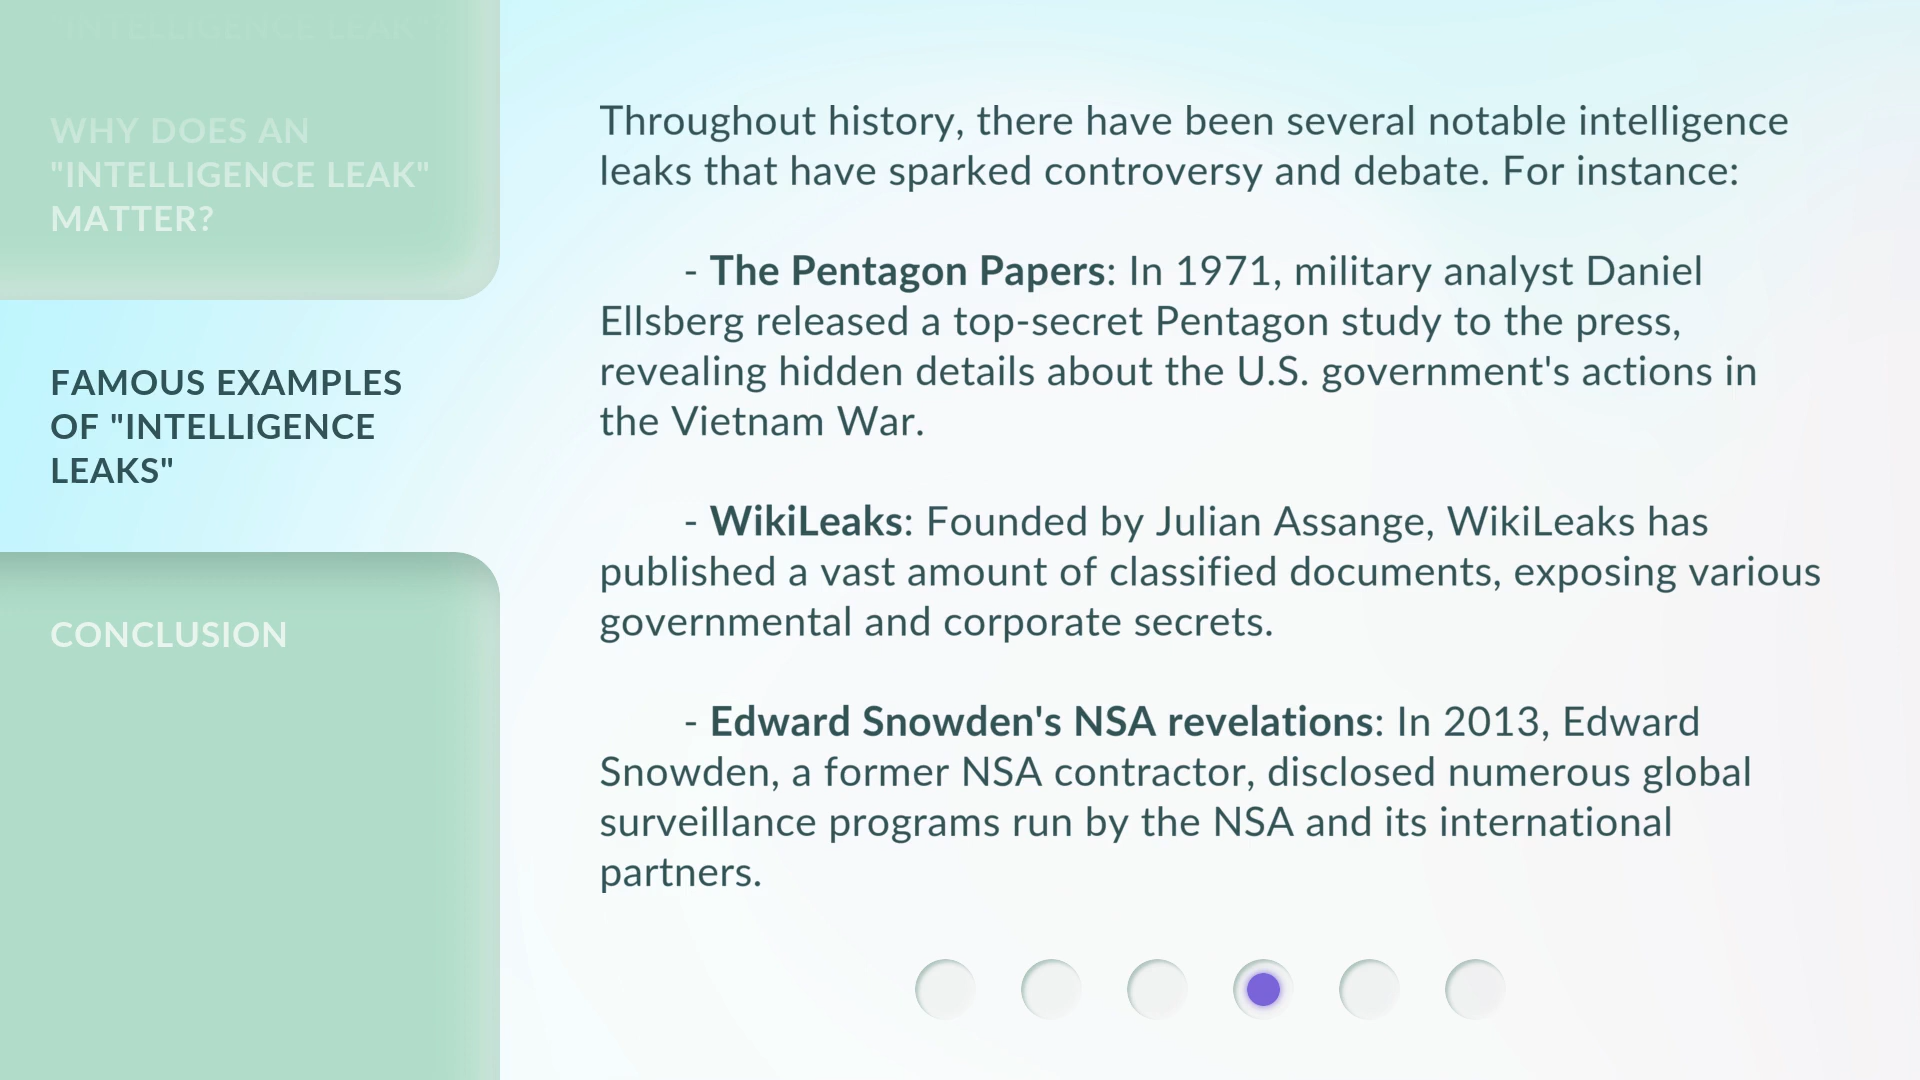 "INTELLIGENCE LEAK"
WHY DOES AN
"INTELLIGENCE LEAK"
MATTER?
FAMOUS EXAMPLES
OF "INTELLIGENCE
LEAKS"
CONCLUSION
Throughout history, there have been several notable intelligence
leaks that have sparked controversy and debate. For instance:
- The Pentagon Papers: In 1971, military analyst Daniel
Ellsberg released a top-secret Pentagon study to the press,
revealing hidden details about the U.S. government's actions in
the Vietnam War.
- WikiLeaks: Founded by Julian Assange, WikiLeaks has
published a vast amount of classified documents, exposing various
governmental and corporate secrets.
- Edward Snowden's NSA revelations: In 2013, Edward
Snowden, a former NSA contractor, disclosed numerous global
surveillance programs run by the NSA and its international
partners.